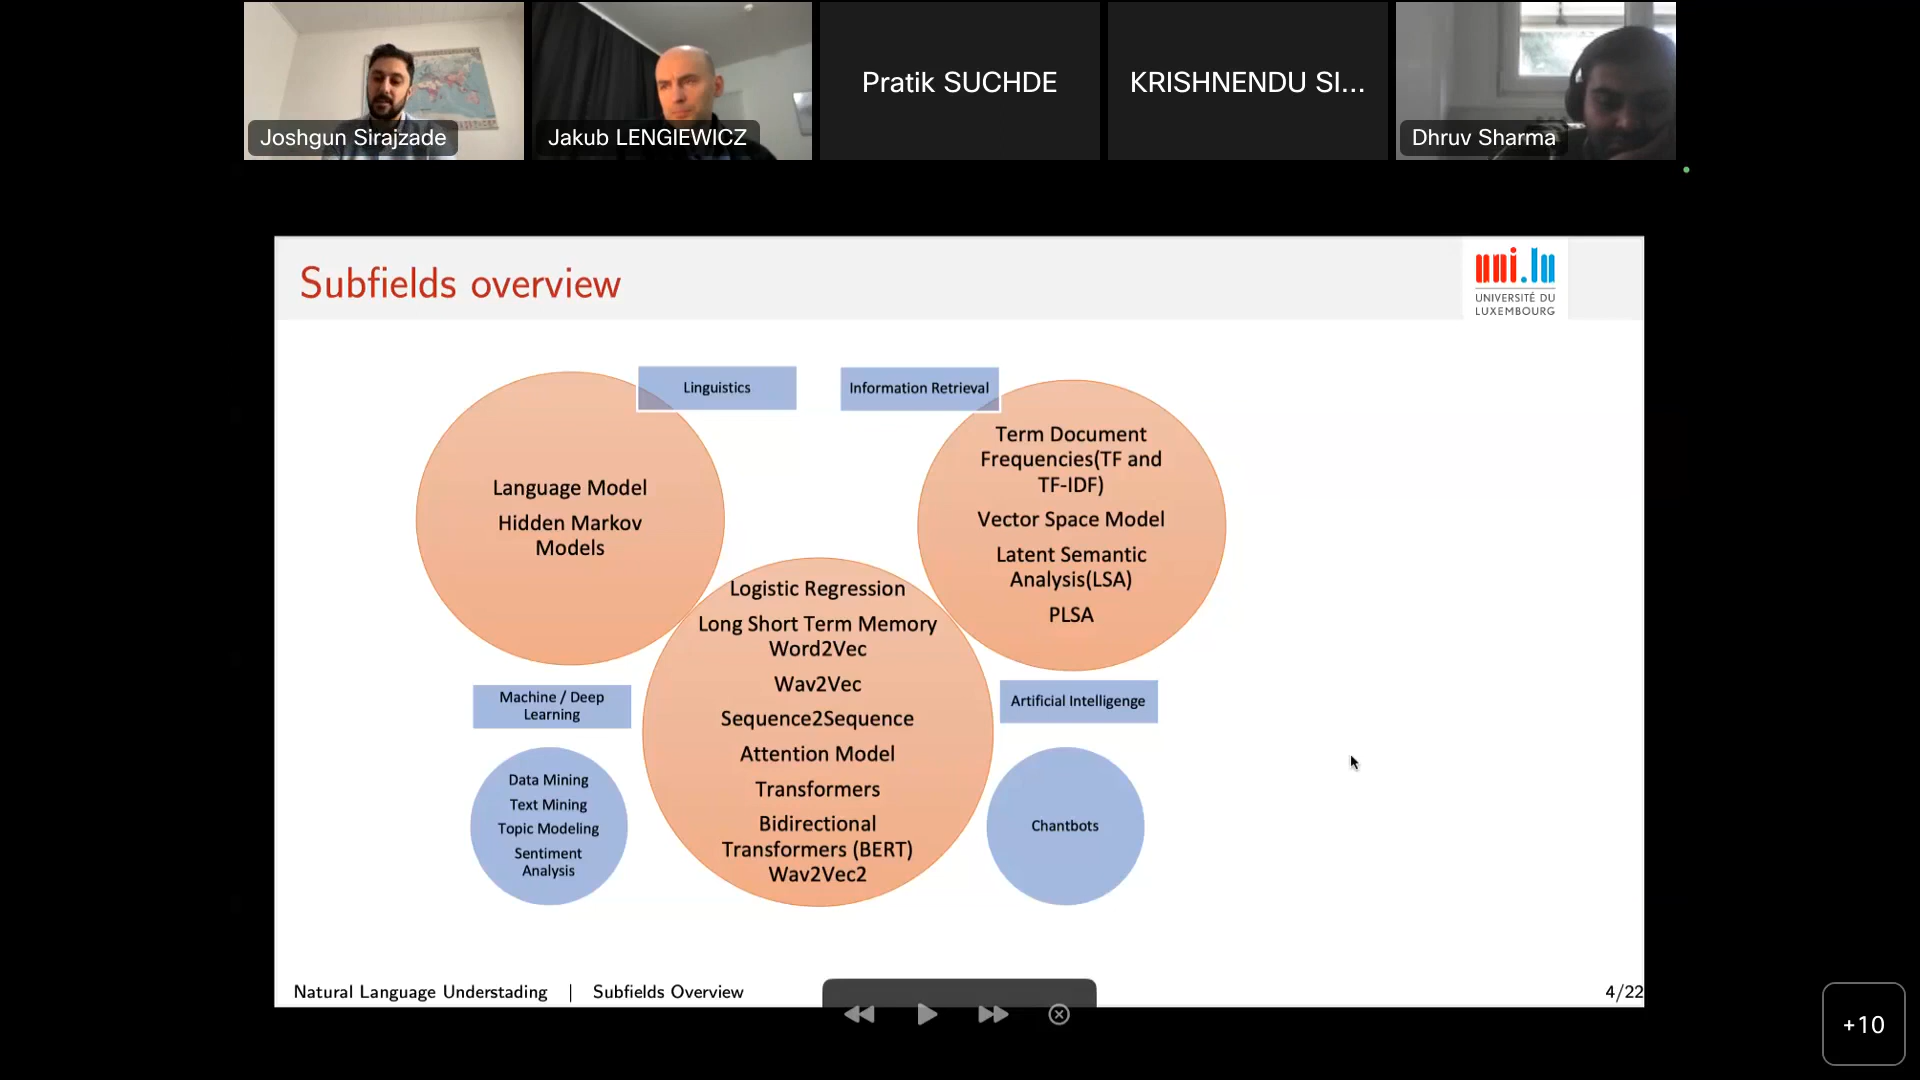 Joshgun Sirajzade
Jakub LENGIEWICZ
Pratik SUCHDE
KRISHNENDU SI...
Dhruv Sharma
Subfields overview
uni.lu
UNIVERSITÉ DU
LUXEMBOURG
Linguistics
Information Retrieval
Language Model
Hidden Markov
Models
Term Document
Frequencies(TF and
TF-IDF)
Vector Space Model
Latent Semantic
Analysis(LSA)
PLSA
Logistic Regression
Long Short Term Memory
Word2Vec
Wav2Vec
Sequence2Sequence
Attention Model
Transformers
Bidirectional
Transformers (BERT)
Wav2Vec2
Machine / Deep
Learning
Artificial Intelligenge
Data Mining
Text Mining
Topic Modeling
Sentiment
Analysis
Chantbots
Natural Language Understading | Subfields Overview
4/22
+10